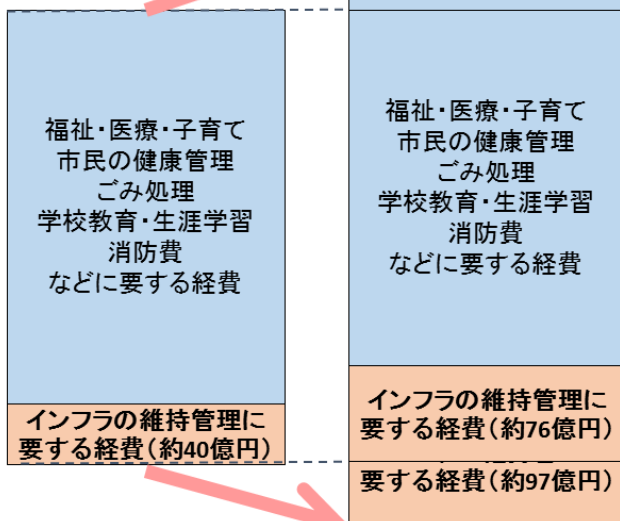 福祉・医療・子育て
市民の健康管理
ごみ処理
学校教育・生涯学習
消防費
などに要する経費
インフラの維持管理に
要する経費(約40億円)
福祉・医療・子育て
市民の健康管理
ごみ処理
学校教育・生涯学習
消防費
などに要する経費
インフラの維持管理に
要する経費(約76億円)
要する経費(約97億円)